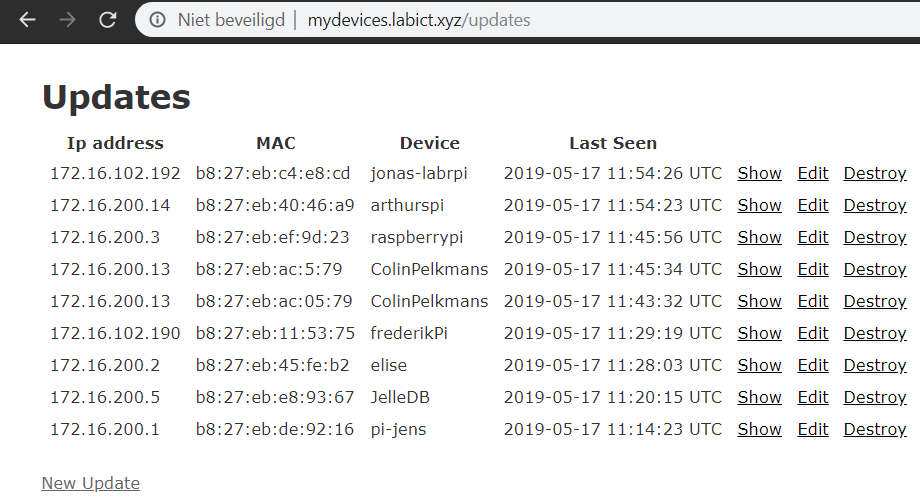 Niet beveiligd | mydevices.labict.xyz/updates
Updates
Ip address MAC Device Last Seen
172.16.102.192 b8:27:eb:c4:e8:cd jonas-labrpi 2019-05-17 11:54:26 UTC Show Edit Destroy
172.16.200.14 b8:27:eb:40:46:a9 arthurspi 2019-05-17 11:54:23 UTC Show Edit Destroy
172.16.200.3 b8:27:eb:ef:9d:23 raspberrypi 2019-05-17 11:45:56 UTC Show Edit Destroy
172.16.200.13 b8:27:eb:ac:5:79 ColinPelkmans 2019-05-17 11:45:34 UTC Show Edit Destroy
172.16.200.13 b8:27:eb:ac:05:79 ColinPelkmans 2019-05-17 11:43:32 UTC Show Edit Destroy
172.16.102.190 b8:27:eb:11:53:75 frederikPi 2019-05-17 11:29:19 UTC Show Edit Destroy
172.16.200.2 b8:27:eb:45:fe:b2 elise 2019-05-17 11:28:03 UTC Show Edit Destroy
172.16.200.5 b8:27:eb:e8:93:67 JelleDB 2019-05-17 11:20:15 UTC Show Edit Destroy
172.16.200.1 b8:27:eb:de:92:16 pi-jens 2019-05-17 11:14:23 UTC Show Edit Destroy
New Update